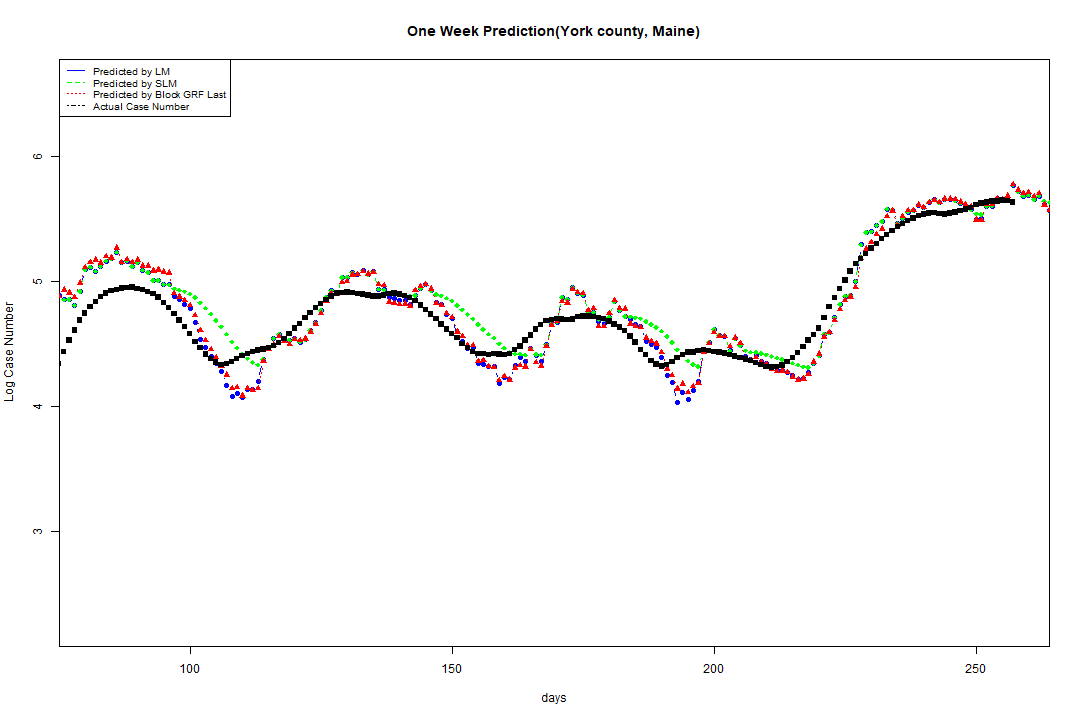 One Week Prediction(York county, Maine)
Predicted by LM
Predicted by SLM
Predicted by Block GRF Last
Actual Case Number
6
5
4
3
Log Case Number
100 150 200 250
days